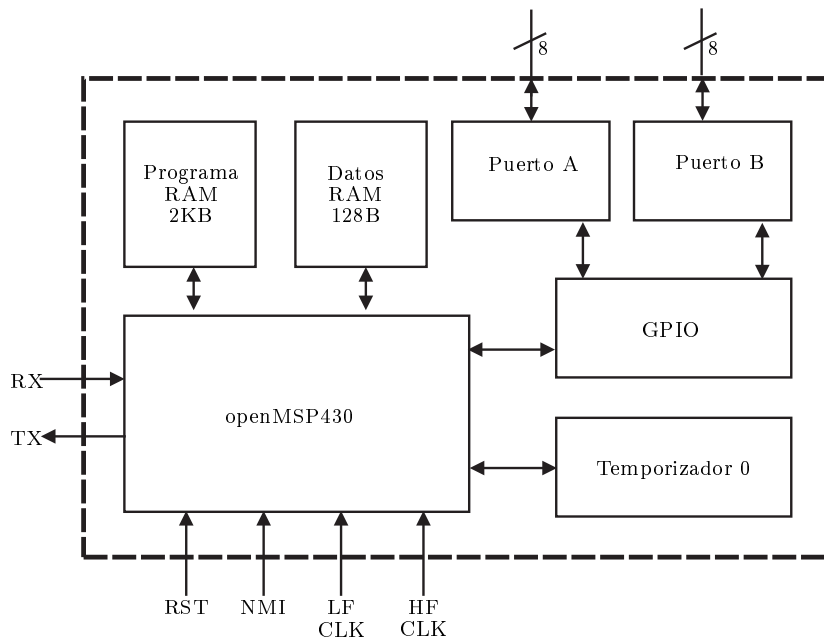 8
8
Programa
RAM
2KB
Datos
RAM
128B
Puerto A
Puerto B
GPIO
RX
openMSP430
TX
Temporizador 0
RST
NMI
LF
CLK
HF
CLK